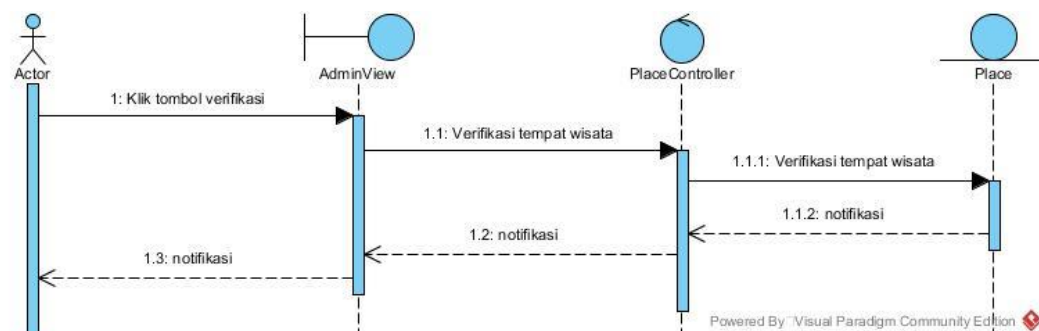 Actor
AdminView
PlaceController
Place
1: Klik tombol verifikasi
1.1: Verifikasi tempat wisata
1.1.1: Verifikasi tempat wisata
1.1.2: notifikasi
1.2: notifikasi
1.3: notifikasi
Powered By Visual Paradigm Community Edition